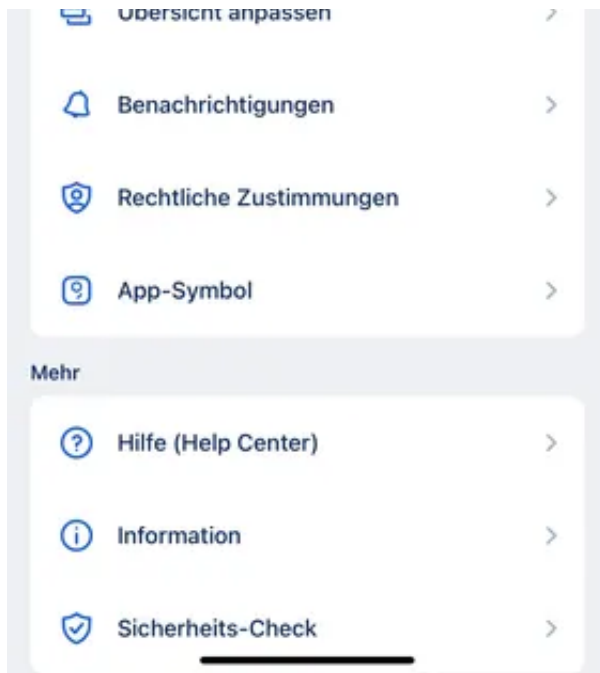 Übersicht anpassen
Benachrichtigungen
Rechtliche Zustimmungen
App-Symbol
Mehr
Hilfe (Help Center)
Information
Sicherheits-Check